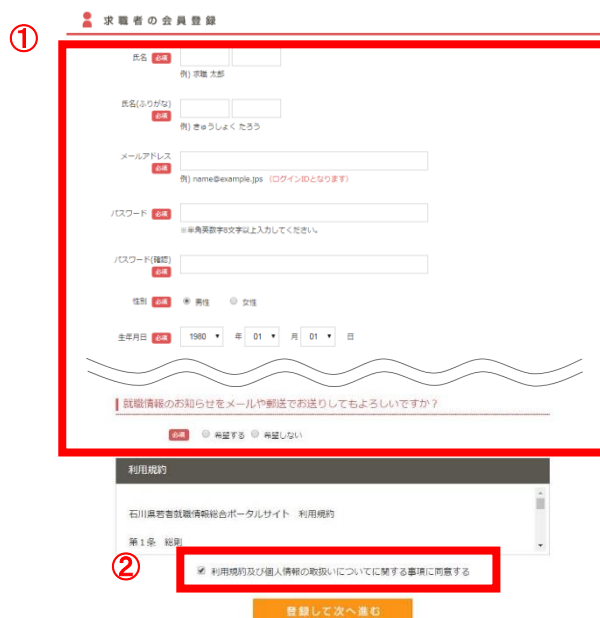 求職者の会員登録
①
氏名 必須
例) 求職 太郎
氏名(ふりがな)
必須
例) きゅうしょく たろう
メールアドレス
必須
例) name@example.jps (ログインIDとなります)
パスワード 必須
※半角英数字8文字以上入力してください。
パスワード(確認)
必須
性別 必須 男性 女性
生年月日 必須 1980 年 01 月 01 日
就職情報のお知らせをメールや郵送でお送りしてもよろしいですか？
必須 希望する 希望しない
利用規約
石川県若者就職情報総合ポータルサイト 利用規約
第1条 総則
②
利用規約及び個人情報の取扱いについてに関する事項に同意する
登録して次へ進む